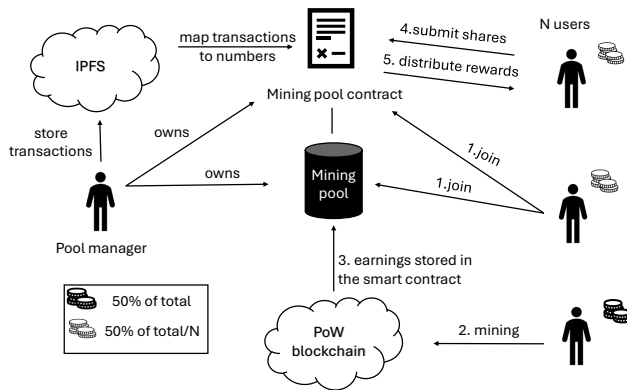 IPFS
map transactions
to numbers
4.submit shares
N users
5. distribute rewards
Mining pool contract
store
transactions
owns
owns
1.join
1.join
Mining
pool
Pool manager
3. earnings stored in
the smart contract
50% of total
50% of total/N
PoW
blockchain
2. mining